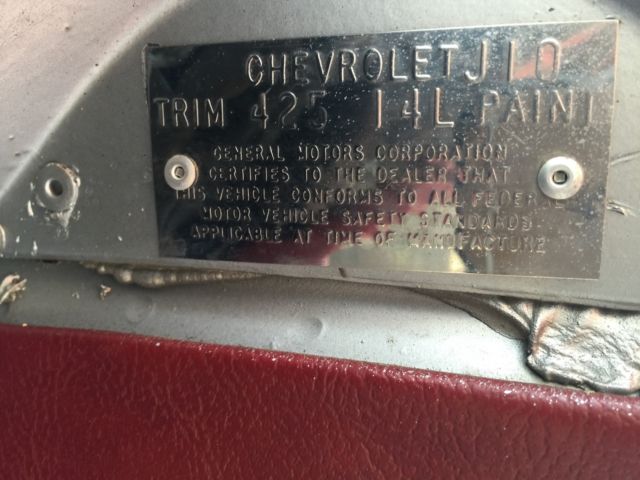 CHEVROLET J10
TRIM 425 14L PAINT
GENERAL MOTORS CORPORATION
CERTIFIES TO THE DEALER THAT
THIS VEHICLE CONFORMS TO ALL FEDERAL
MOTOR VEHICLE SAFETY STANDARDS
APPLICABLE AT TIME OF MANUFACTURE